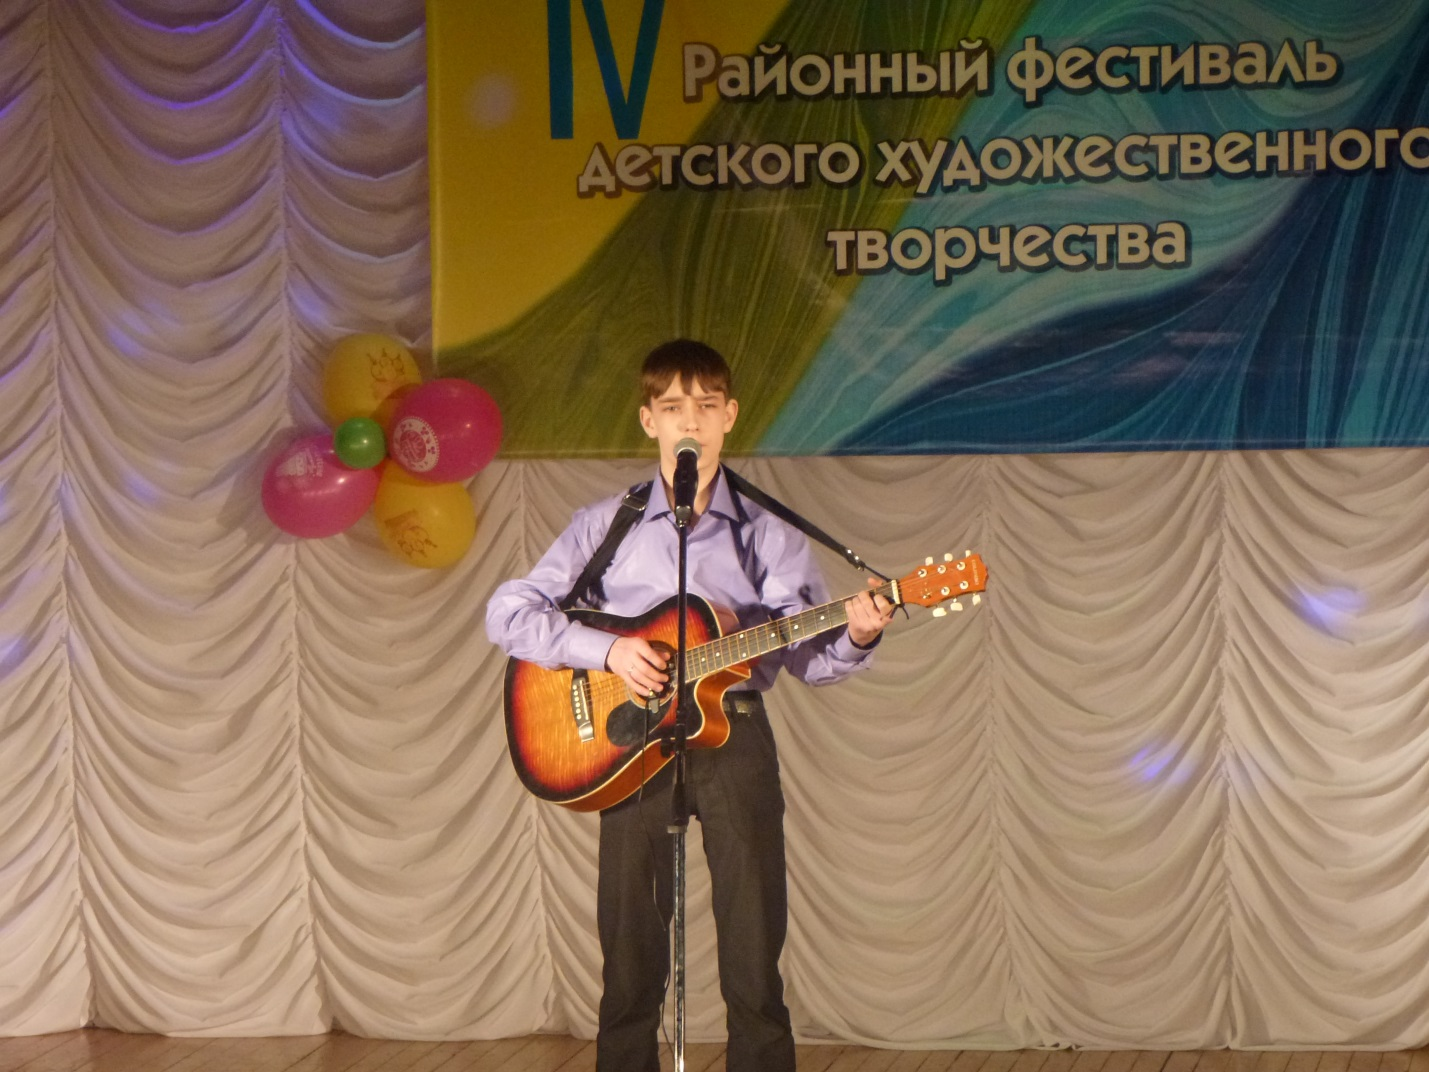 IV
Районный фестиваль
детского художественного
творчества